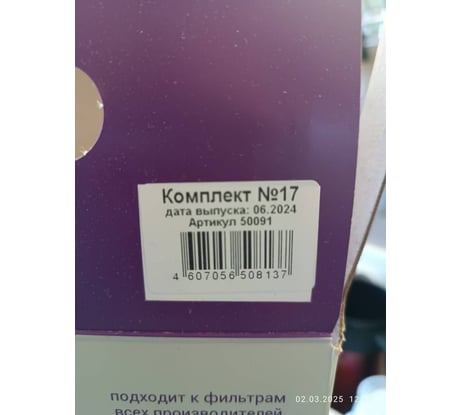 Комплект №17
дата выпуска: 06.2024
Артикул 50091
4 607056 508137
подходит к фильтрам
всех производителей
02.03.2025